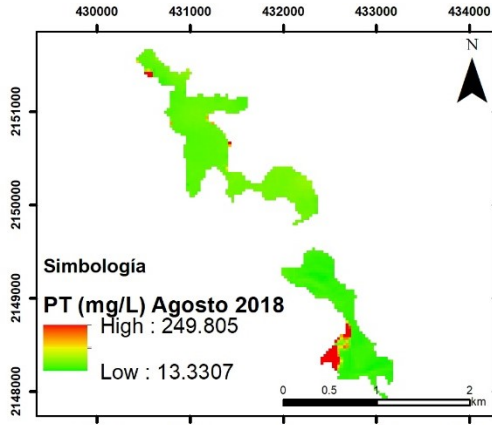 430000 431000 432000 433000 434000
N
2151000
2150000
2149000
2148000
Simbología
PT (mg/L) Agosto 2018
High : 249.805
Low : 13.3307
0 0.5 1 2
km